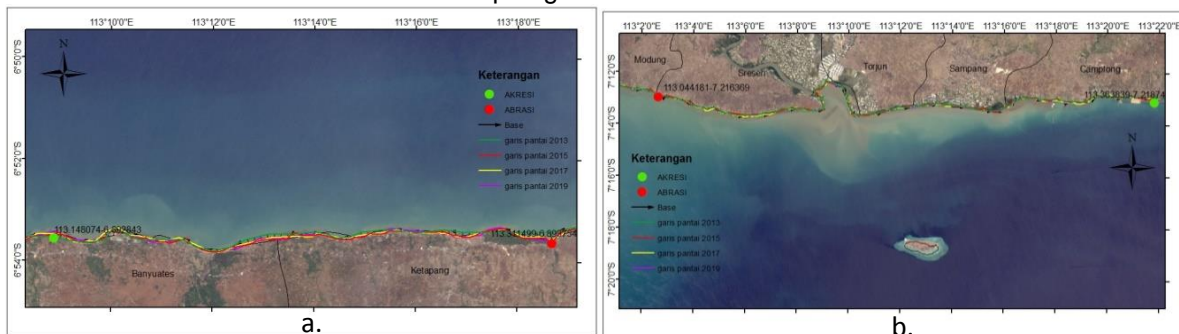 113°10'0"E 113°12'0"E 113°14'0"E 113°16'0"E 113°18'0"E
6°50'0"S
6°52'0"S
6°54'0"S
N
Keterangan
AKRESI
ABRASI
Base
garis pantai 2013
garis pantai 2015
garis pantai 2017
garis pantai 2019
Banyuates
Ketapang
a.
113°2'0"E 113°4'0"E 113°6'0"E 113°8'0"E 113°10'0"E 113°12'0"E 113°14'0"E 113°16'0"E 113°18'0"E 113°20'0"E 113°22'0"E
7°12'0"S
7°14'0"S
7°16'0"S
7°18'0"S
7°20'0"S
Modung
Sreseh
Torjun
Sampang
Camplong
113.044181-7.216369
N
Keterangan
AKRESI
ABRASI
Base
garis pantai 2013
garis pantai 2015
garis pantai 2017
garis pantai 2019
b.